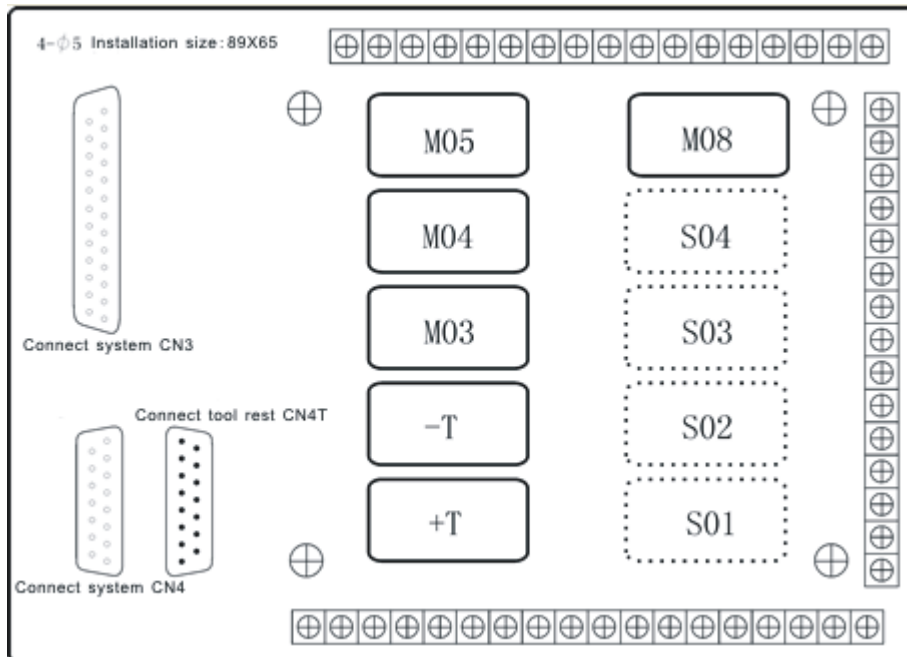 4-Φ5 Installation size:89X65
M05
M08
M04
S04
M03
S03
Connect system CN3
-T
S02
Connect tool rest CN4T
+T
S01
Connect system CN4